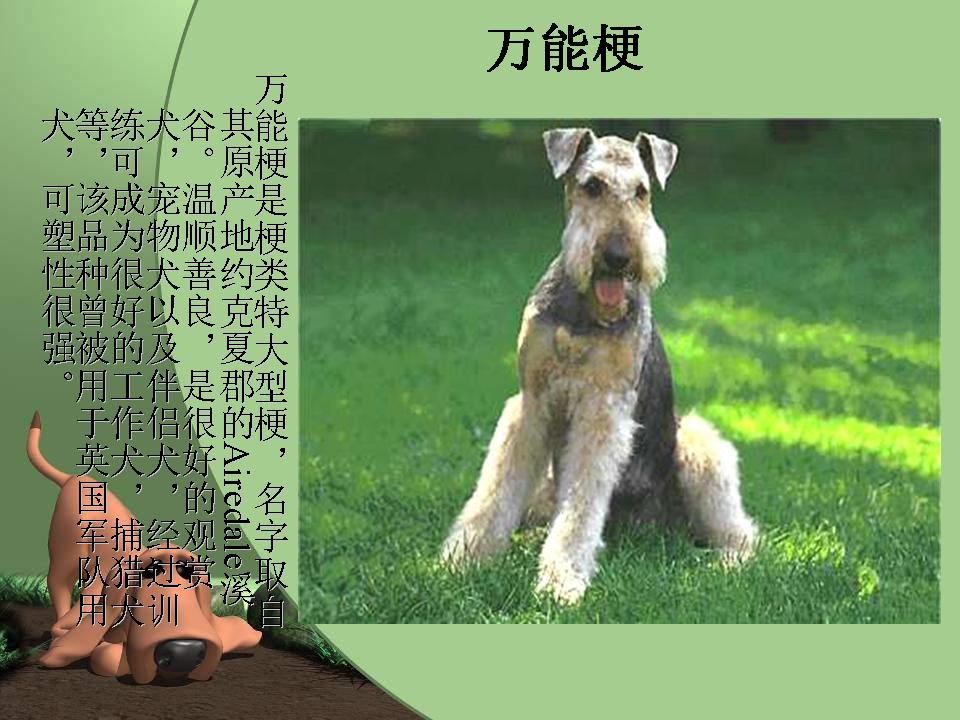 万能梗
万能梗是梗类特大型梗，名字取自
其原产地约克夏郡的Airedale溪
谷。温顺善良，是很好的观赏
犬，宠物犬以及伴侣犬，经过训
练可成为很好的工作犬，捕猎犬
等，该品种曾被用于英国军队用
犬，可塑性很强。